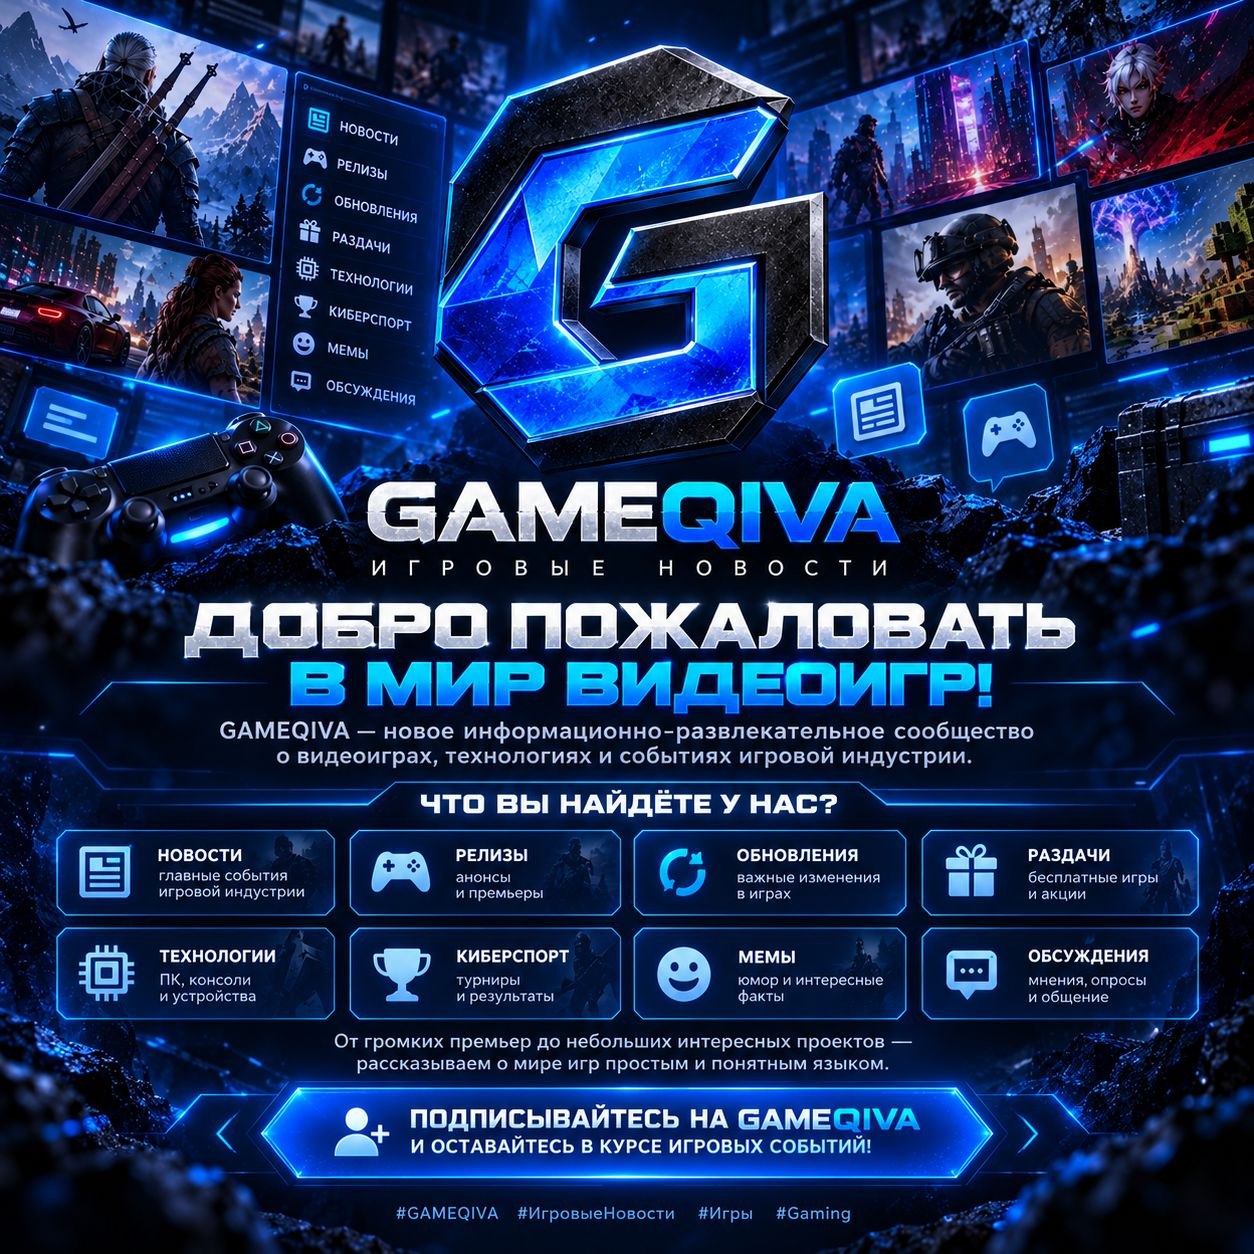 НОВОСТИ
РЕЛИЗЫ
ОБНОВЛЕНИЯ
РАЗДАЧИ
ТЕХНОЛОГИИ
КИБЕРСПОРТ
МЕМЫ
ОБСУЖДЕНИЯ
GAMEQIVA
ИГРОВЫЕ НОВОСТИ
ДОБРО ПОЖАЛОВАТЬ
В МИР ВИДЕОИГР!
GAMEQIVA — новое информационно-развлекательное сообщество
о видеоиграх, технологиях и событиях игровой индустрии.
ЧТО ВЫ НАЙДЁТЕ У НАС?
НОВОСТИ
главные события
игровой индустрии
РЕЛИЗЫ
анонсы
и премьеры
ОБНОВЛЕНИЯ
важные изменения
в играх
РАЗДАЧИ
бесплатные игры
и акции
ТЕХНОЛОГИИ
ПК, консоли
и устройства
КИБЕРСПОРТ
турниры
и результаты
МЕМЫ
юмор и интересные
факты
ОБСУЖДЕНИЯ
мнения, опросы
и общение
От громких премьер до небольших интересных проектов —
рассказываем о мире игр простым и понятным языком.
ПОДПИСЫВАЙТЕСЬ НА GAMEQIVA
И ОСТАВАЙТЕСЬ В КУРСЕ ИГРОВЫХ СОБЫТИЙ!
#GAMEQIVA #ИгровыеНовости #Игры #Gaming